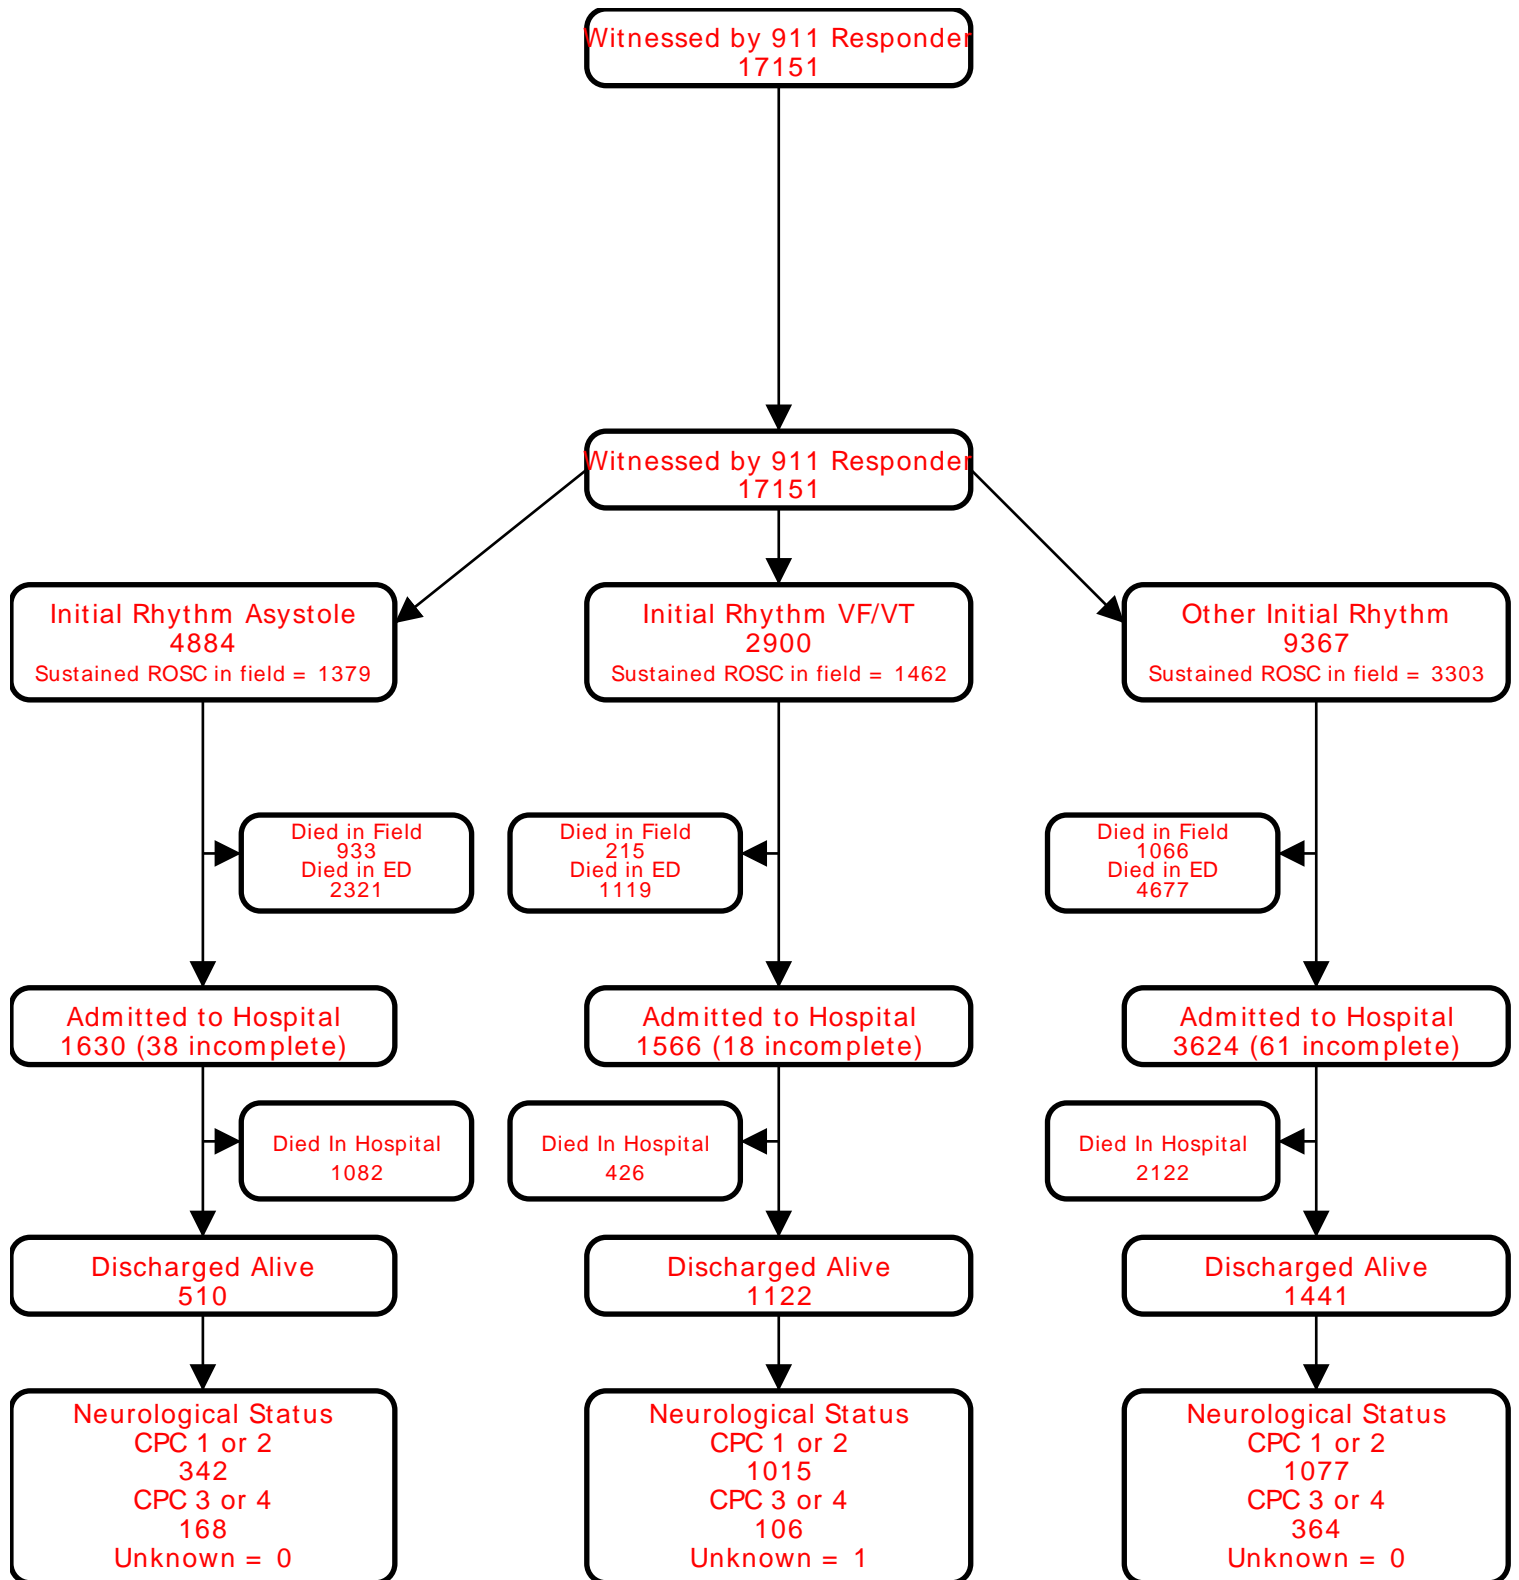 Witnessed by 911 Responder
17151
Witnessed by 911 Responder
17151
Initial Rhythm Asystole
4884
Sustained ROSC in field = 1379
Initial Rhythm VF/VT
2900
Sustained ROSC in field = 1462
Other Initial Rhythm
9367
Sustained ROSC in field = 3303
Died in Field
933
Died in ED
2321
Died in Field
215
Died in ED
1119
Died in Field
1066
Died in ED
4677
Admitted to Hospital
1630 (38 incomplete)
Admitted to Hospital
1566 (18 incomplete)
Admitted to Hospital
3624 (61 incomplete)
Died In Hospital
1082
Died In Hospital
426
Died In Hospital
2122
Discharged Alive
510
Discharged Alive
1122
Discharged Alive
1441
Neurological Status
CPC 1 or 2
342
CPC 3 or 4
168
Unknown = 0
Neurological Status
CPC 1 or 2
1015
CPC 3 or 4
106
Unknown = 1
Neurological Status
CPC 1 or 2
1077
CPC 3 or 4
364
Unknown = 0